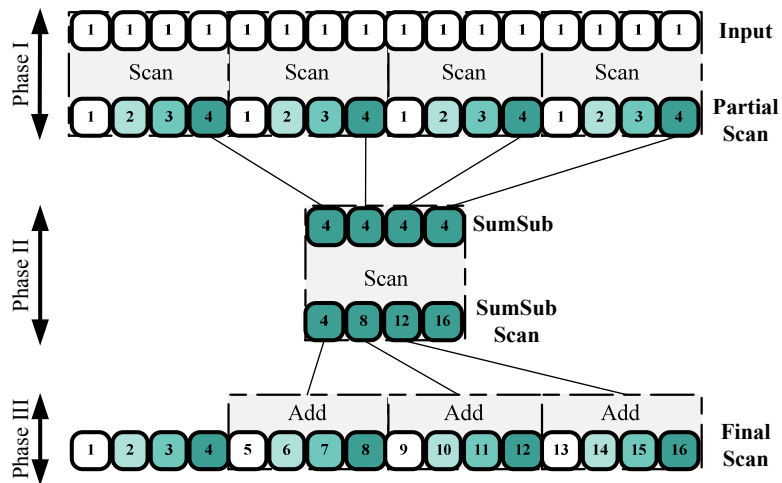 Phase I
1 1 1 1 1 1 1 1 1 1 1 1 1 1 1 1 Input
Scan Scan Scan Scan
1 2 3 4 1 2 3 4 1 2 3 4 1 2 3 4 Partial
Scan
Phase II
4 4 4 4 SumSub
Scan
4 8 12 16 SumSub
Scan
Phase III
Add Add Add
1 2 3 4 5 6 7 8 9 10 11 12 13 14 15 16 Final
Scan